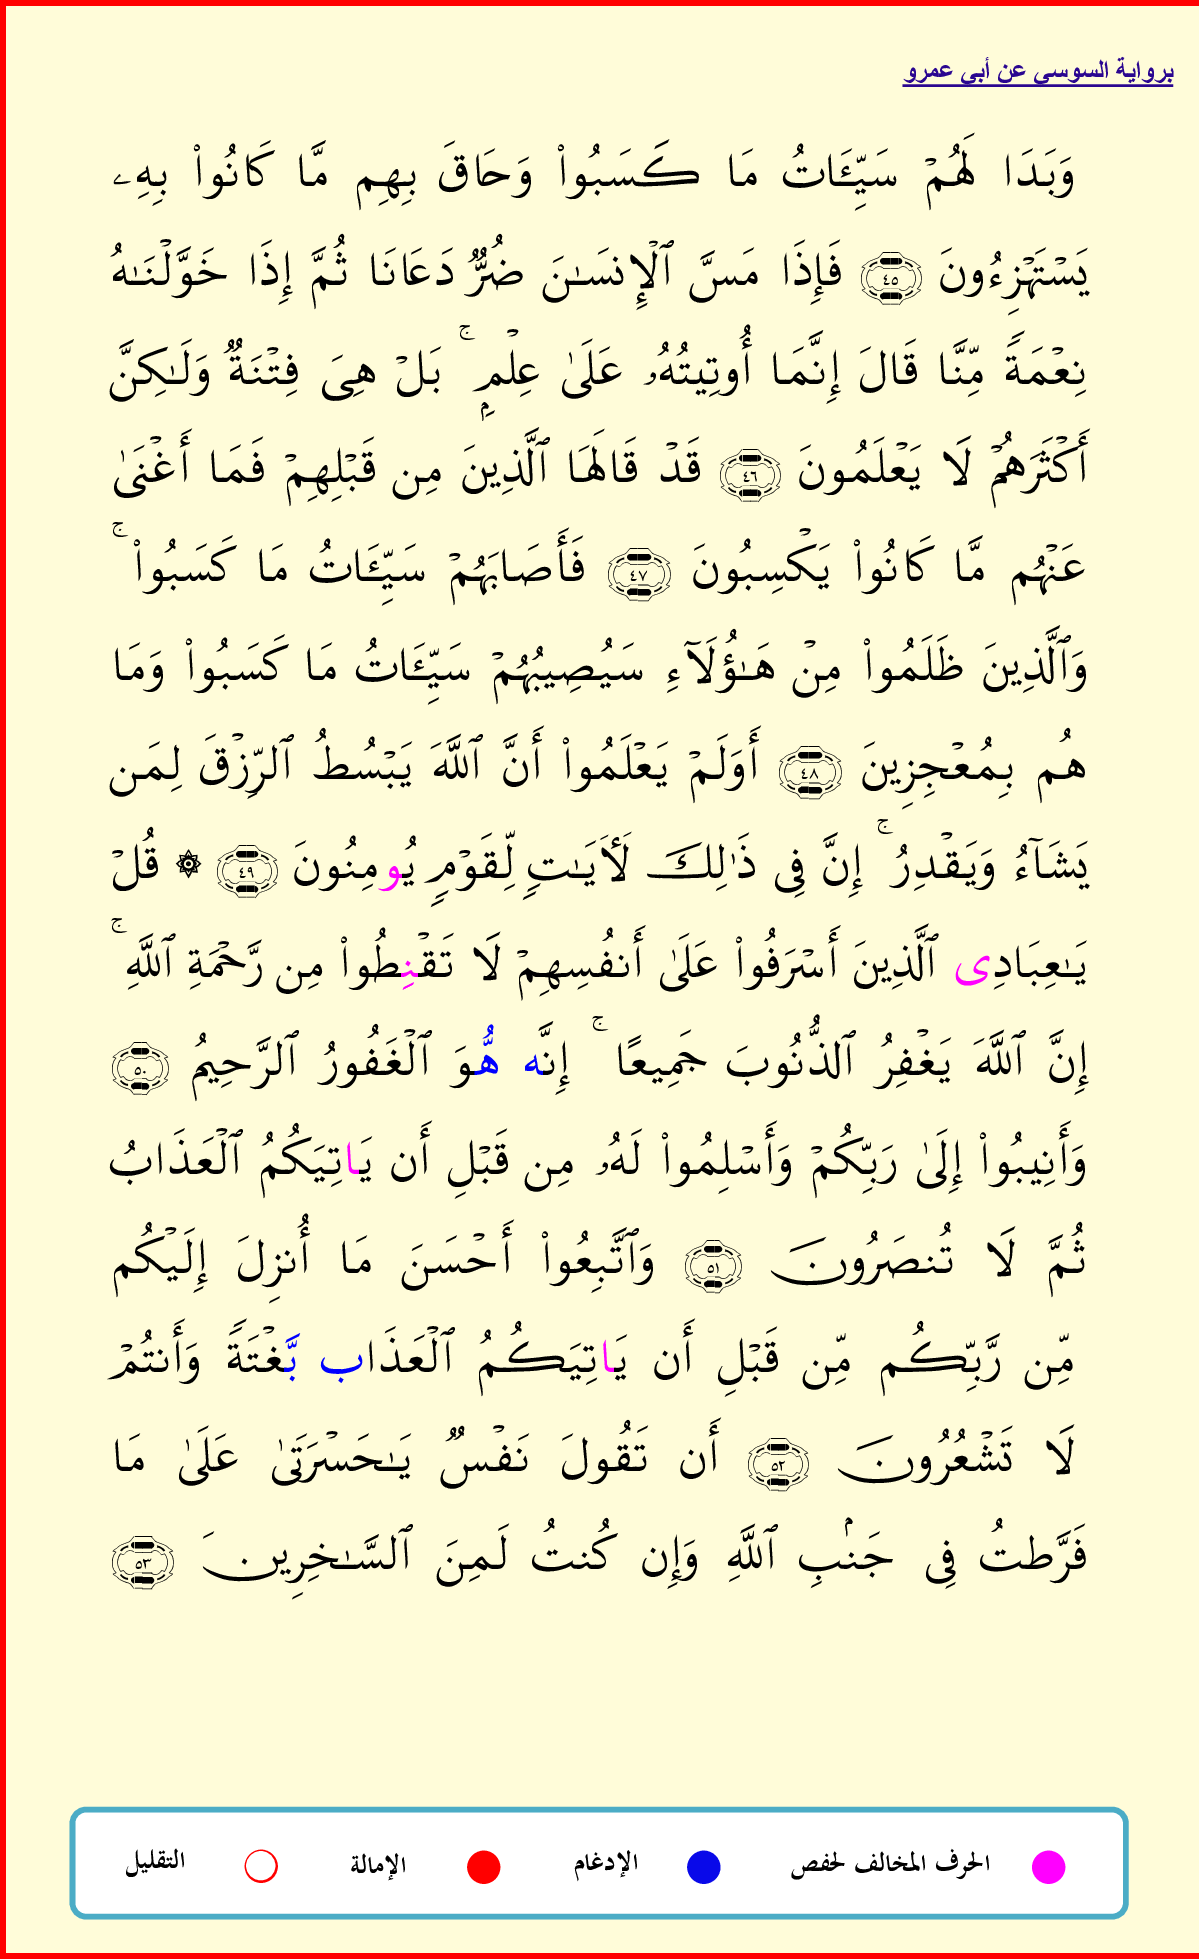 برواية السوسي عن أبي عمرو
وَبَدَا لَهُمۡ سَيِّـَٔاتُ مَا كَسَبُواْ وَحَاقَ بِهِم مَّا كَانُواْ بِهِۦ
يَسۡتَهۡزِءُونَ ٤٥ فَإِذَا مَسَّ ٱلۡإِنسَٰنَ ضُرٌّ دَعَانَا ثُمَّ إِذَا خَوَّلۡنَٰهُ
نِعۡمَةً مِّنَّا قَالَ إِنَّمَا أُوتِيتُهُۥ عَلَىٰ عِلۡمِۭ ۚ بَلۡ هِيَ فِتۡنَةٌ وَلَٰكِنَّ
أَكۡثَرَهُمۡ لَا يَعۡلَمُونَ ٤٦ قَدۡ قَالَهَا ٱلَّذِينَ مِن قَبۡلِهِمۡ فَمَا أَغۡنَىٰ
عَنۡهُم مَّا كَانُواْ يَكۡسِبُونَ ٤٧ فَأَصَابَهُمۡ سَيِّـَٔاتُ مَا كَسَبُواْ ۚ
وَٱلَّذِينَ ظَلَمُواْ مِنۡ هَٰٓؤُلَآءِ سَيُصِيبُهُمۡ سَيِّـَٔاتُ مَا كَسَبُواْ وَمَا
هُم بِمُعۡجِزِينَ ٤٨ أَوَلَمۡ يَعۡلَمُواْ أَنَّ ٱللَّهَ يَبۡسُطُ ٱلرِّزۡقَ لِمَن
يَشَآءُ وَيَقۡدِرُ ۚ إِنَّ فِي ذَٰلِكَ لَأٓيَٰتٍ لِّقَوۡمٍ يُومِنُونَ ٤٩ ۞ قُلۡ
يَٰعِبَادِي ٱلَّذِينَ أَسۡرَفُواْ عَلَىٰ أَنفُسِهِمۡ لَا تَقۡنِطُواْ مِن رَّحۡمَةِ ٱللَّهِ ۚ
إِنَّ ٱللَّهَ يَغۡفِرُ ٱلذُّنُوبَ جَمِيعًا ۚ إِنَّه هُّوَ ٱلۡغَفُورُ ٱلرَّحِيمُ ٥٠
وَأَنِيبُواْ إِلَىٰ رَبِّكُمۡ وَأَسۡلِمُواْ لَهُۥ مِن قَبۡلِ أَن يَاتِيَكُمُ ٱلۡعَذَابُ
ثُمَّ لَا تُنصَرُونَ ٥١ وَٱتَّبِعُواْ أَحۡسَنَ مَا أُنزِلَ إِلَيۡكُم
مِّن رَّبِّكُم مِّن قَبۡلِ أَن يَاتِيَكُمُ ٱلۡعَذَاب بَّغۡتَةً وَأَنتُمۡ
لَا تَشۡعُرُونَ ٥٢ أَن تَقُولَ نَفۡسٌ يَٰحَسۡرَتَىٰ عَلَىٰ مَا
فَرَّطتُ فِي جَنۢبِ ٱللَّهِ وَإِن كُنتُ لَمِنَ ٱلسَّٰخِرِينَ ٥٣
الحرف المخالف لحفص الإدغام الإمالة التقليل